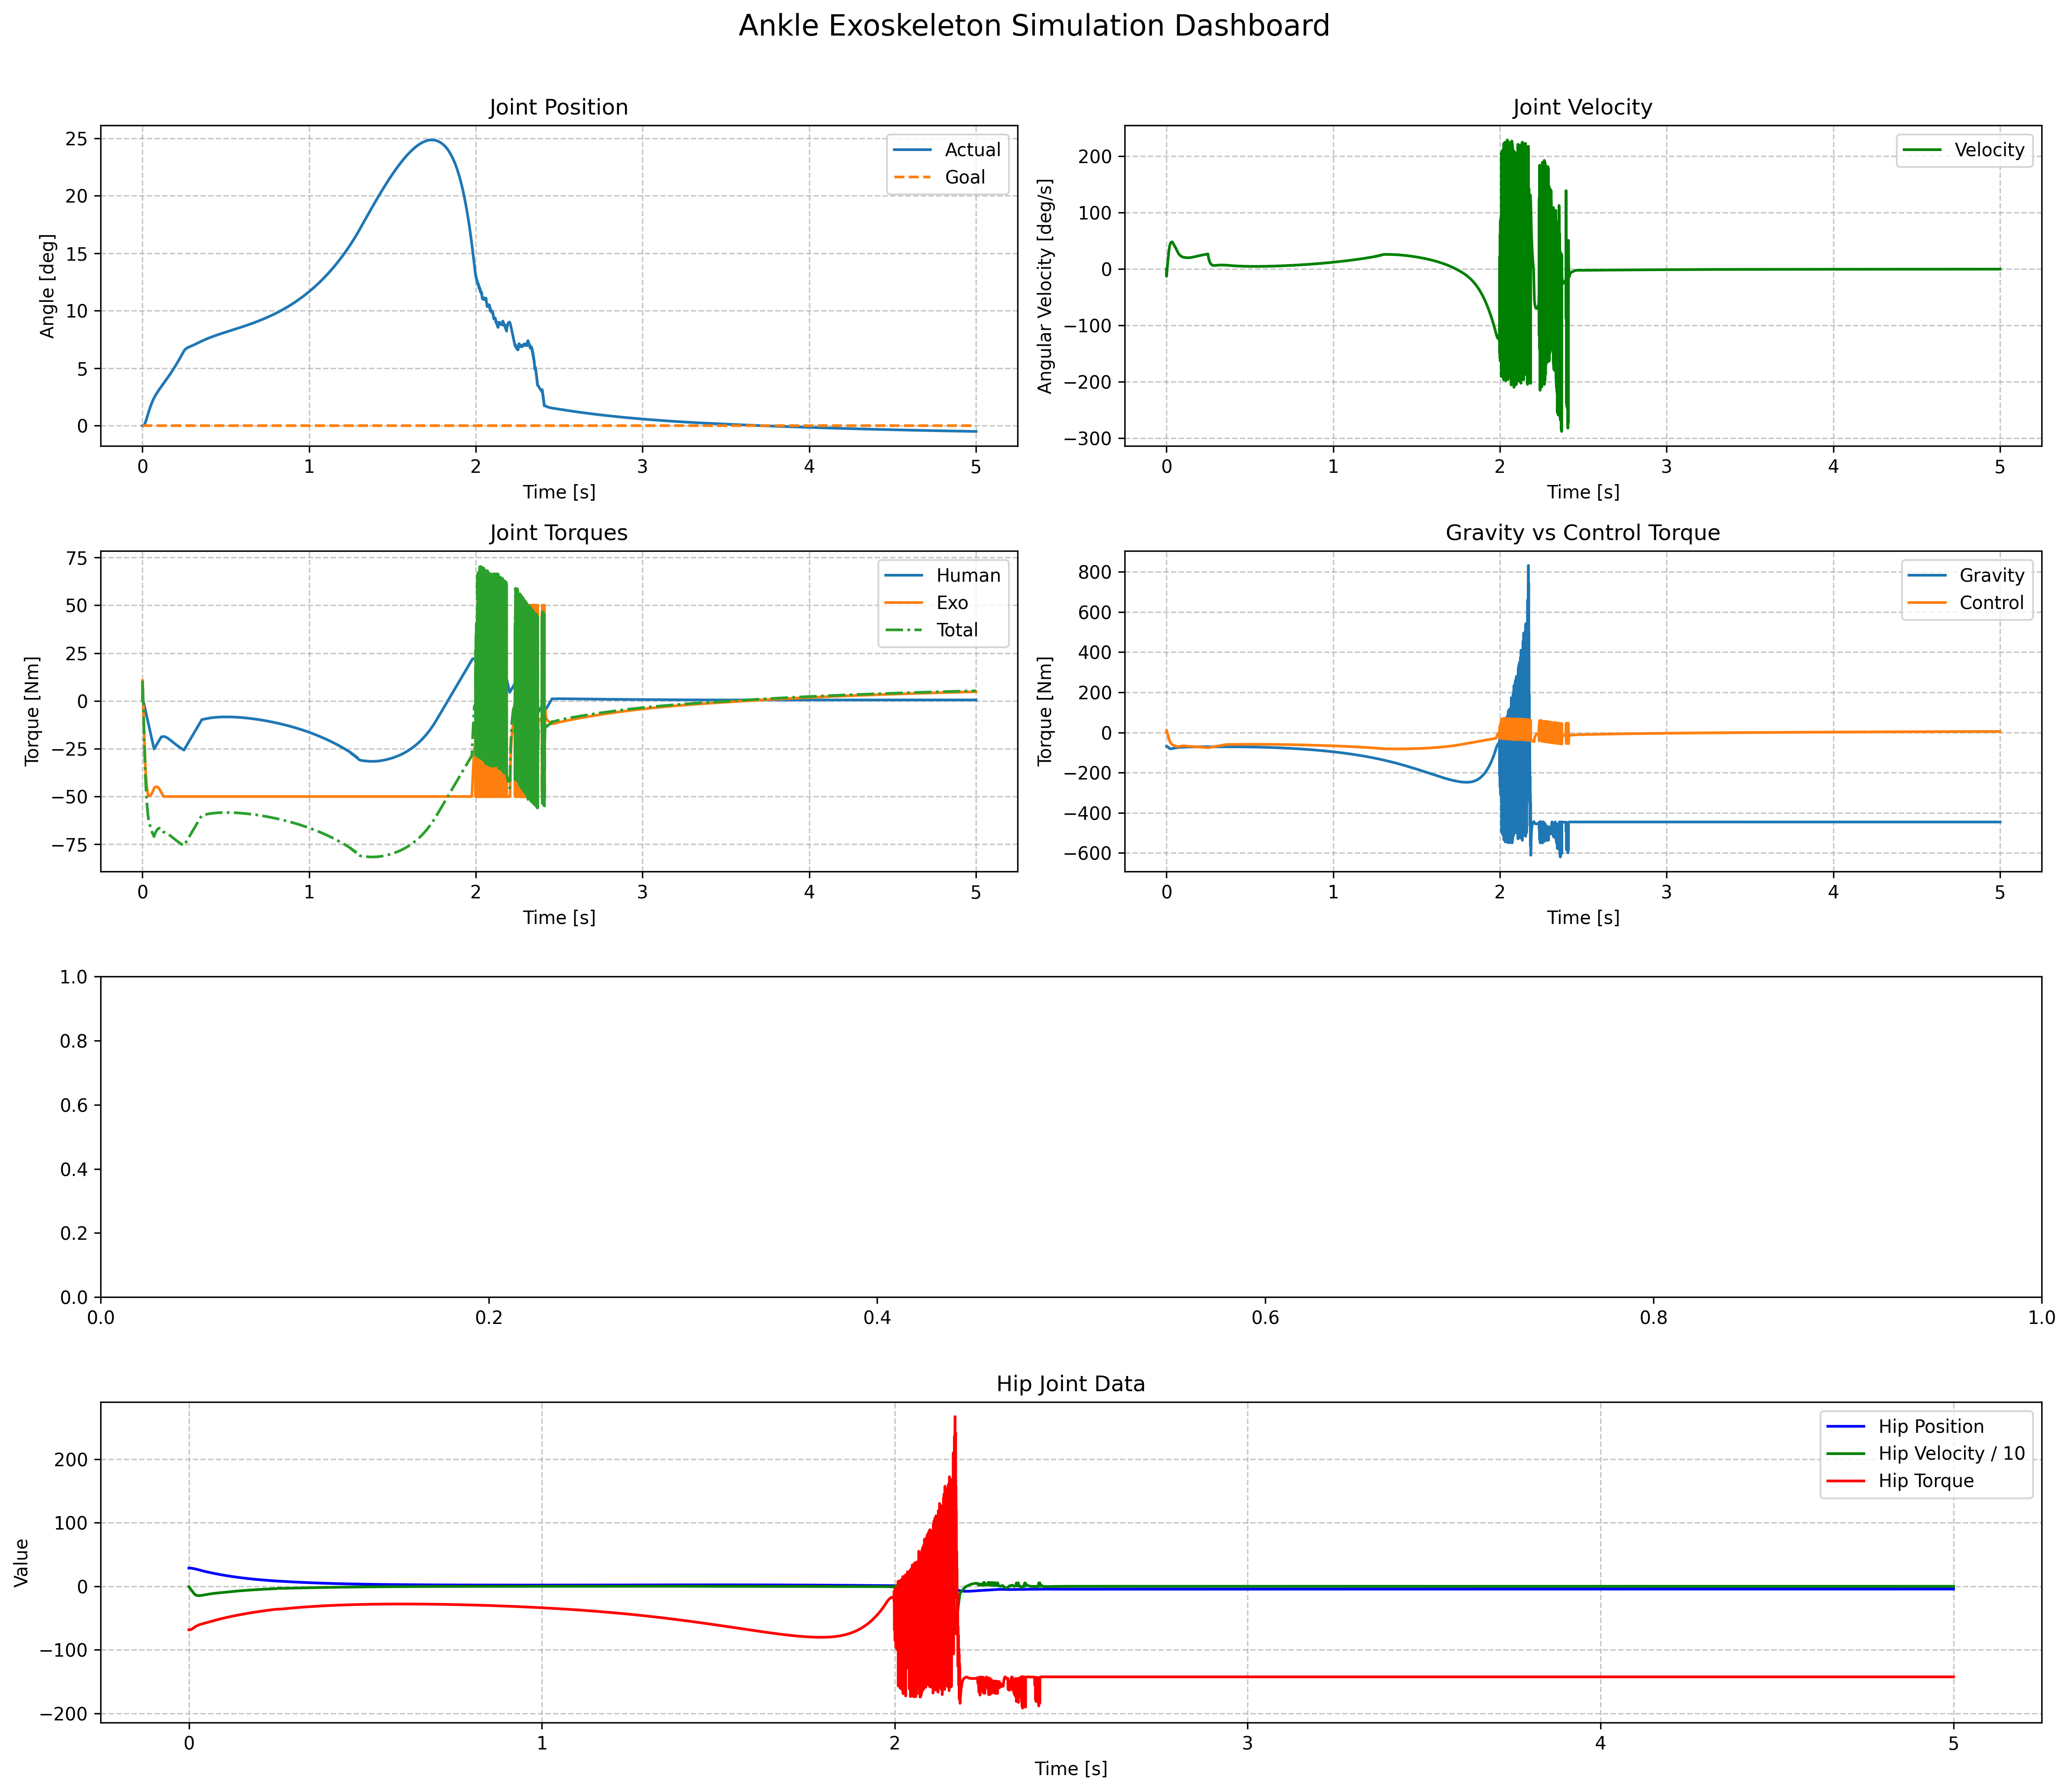 Ankle Exoskeleton Simulation Dashboard
Joint Position
Angle [deg]
25
20
15
10
5
0
Actual
Goal
0 1 2 3 4 5
Time [s]
Joint Velocity
Angular Velocity [deg/s]
200
100
0
−100
−200
−300
Velocity
0 1 2 3 4 5
Time [s]
Joint Torques
Torque [Nm]
75
50
25
0
−25
−50
−75
Human
Exo
Total
0 1 2 3 4 5
Time [s]
Gravity vs Control Torque
Torque [Nm]
800
600
400
200
0
−200
−400
−600
Gravity
Control
0 1 2 3 4 5
Time [s]
1.0
0.8
0.6
0.4
0.2
0.0
0.0 0.2 0.4 0.6 0.8 1.0
Hip Joint Data
Value
200
100
0
−100
−200
Hip Position
Hip Velocity / 10
Hip Torque
0 1 2 3 4 5
Time [s]